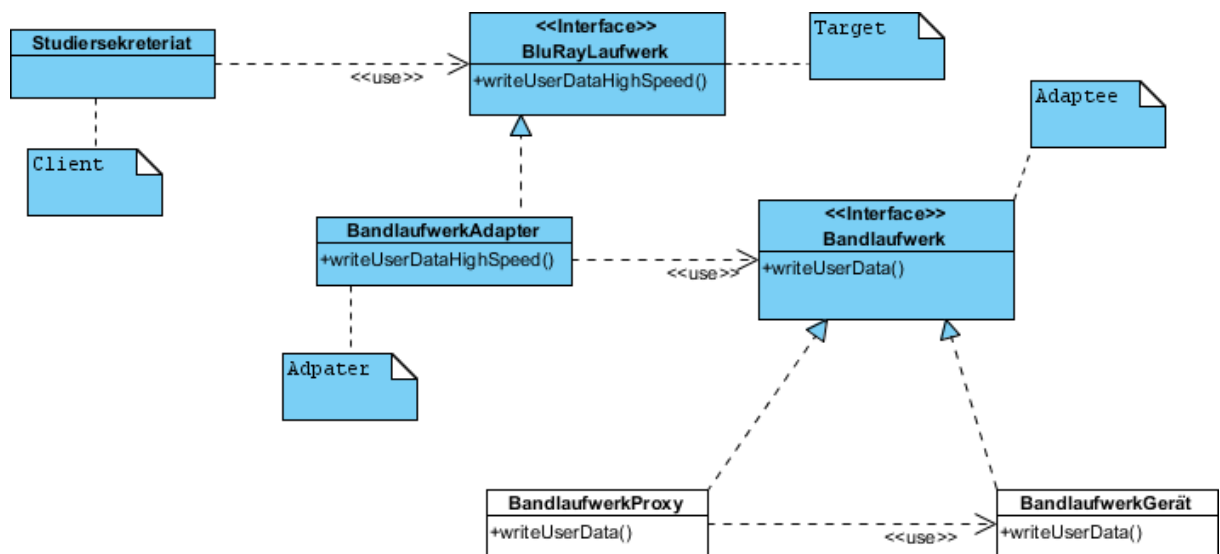 Studiersekreteriat
<<use>>
<<Interface>>
BluRayLaufwerk
+writeUserDataHighSpeed()
Target
Client
Adaptee
BandlaufwerkAdapter
+writeUserDataHighSpeed()
<<use>>
<<Interface>>
Bandlaufwerk
+writeUserData()
Adpater
BandlaufwerkProxy
+writeUserData()
<<use>>
BandlaufwerkGerät
+writeUserData()